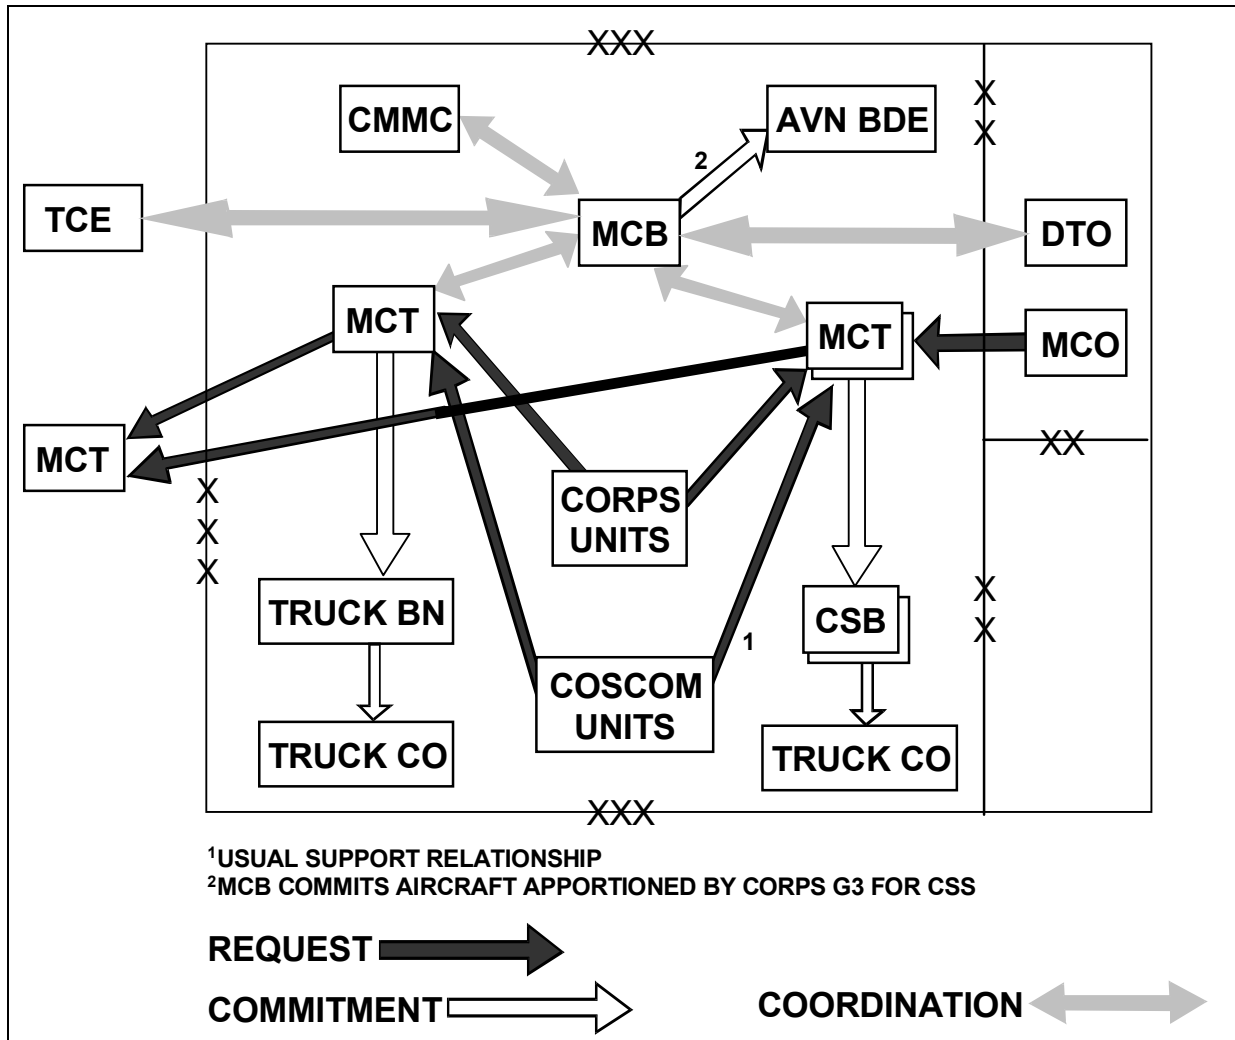 XXX
CMMC
AVN BDE
X
X
2
TCE
MCB
DTO
MCT
MCT
MCO
MCT
XX
X
X
X
CORPS
UNITS
TRUCK BN
CSB
X
X
1
COSCOM
UNITS
TRUCK CO
TRUCK CO
XXX
1USUAL SUPPORT RELATIONSHIP
2MCB COMMITS AIRCRAFT APPORTIONED BY CORPS G3 FOR CSS
REQUEST
COMMITMENT
COORDINATION